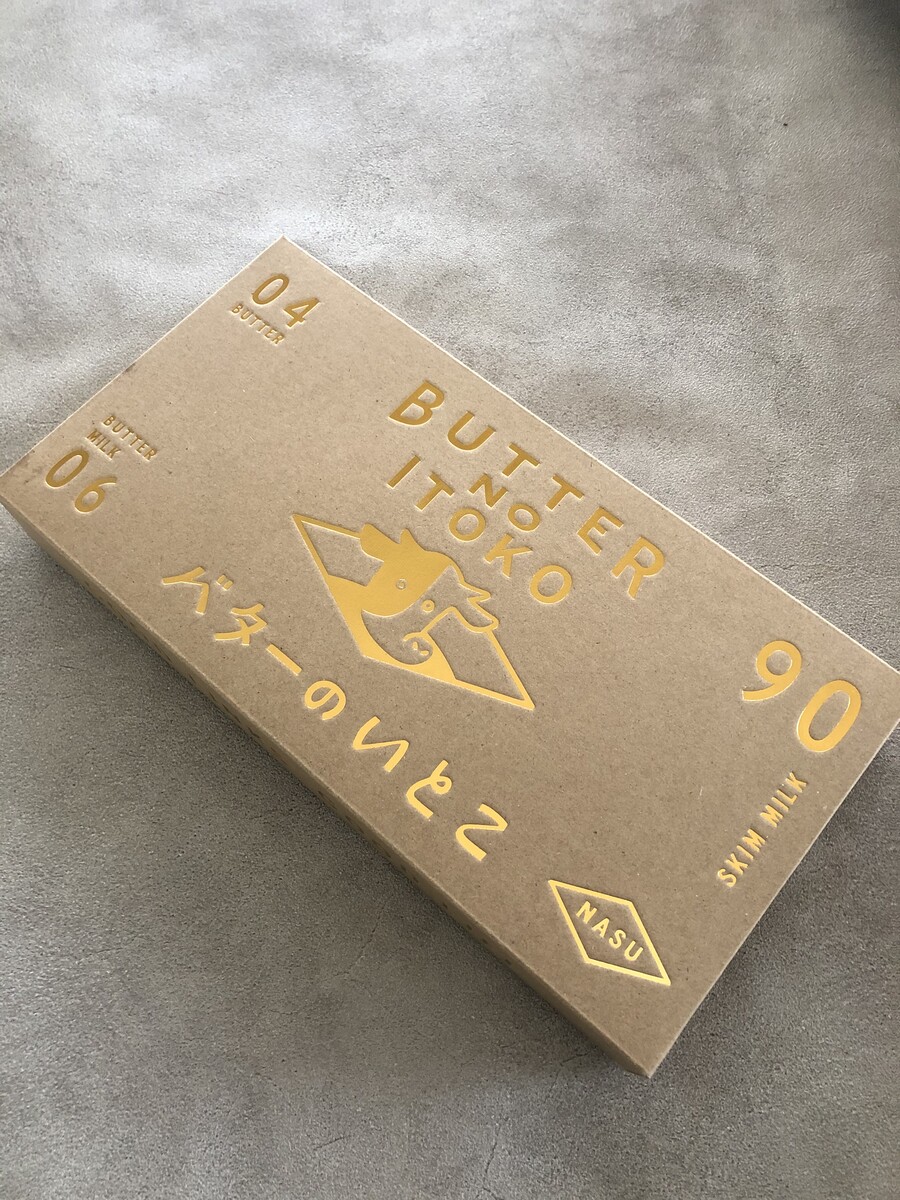 04
BUTTER
BUTTER
MILK
06
BUTTER
NO
ITOKO
バターのいとこ
90
SKIM MILK
NASU